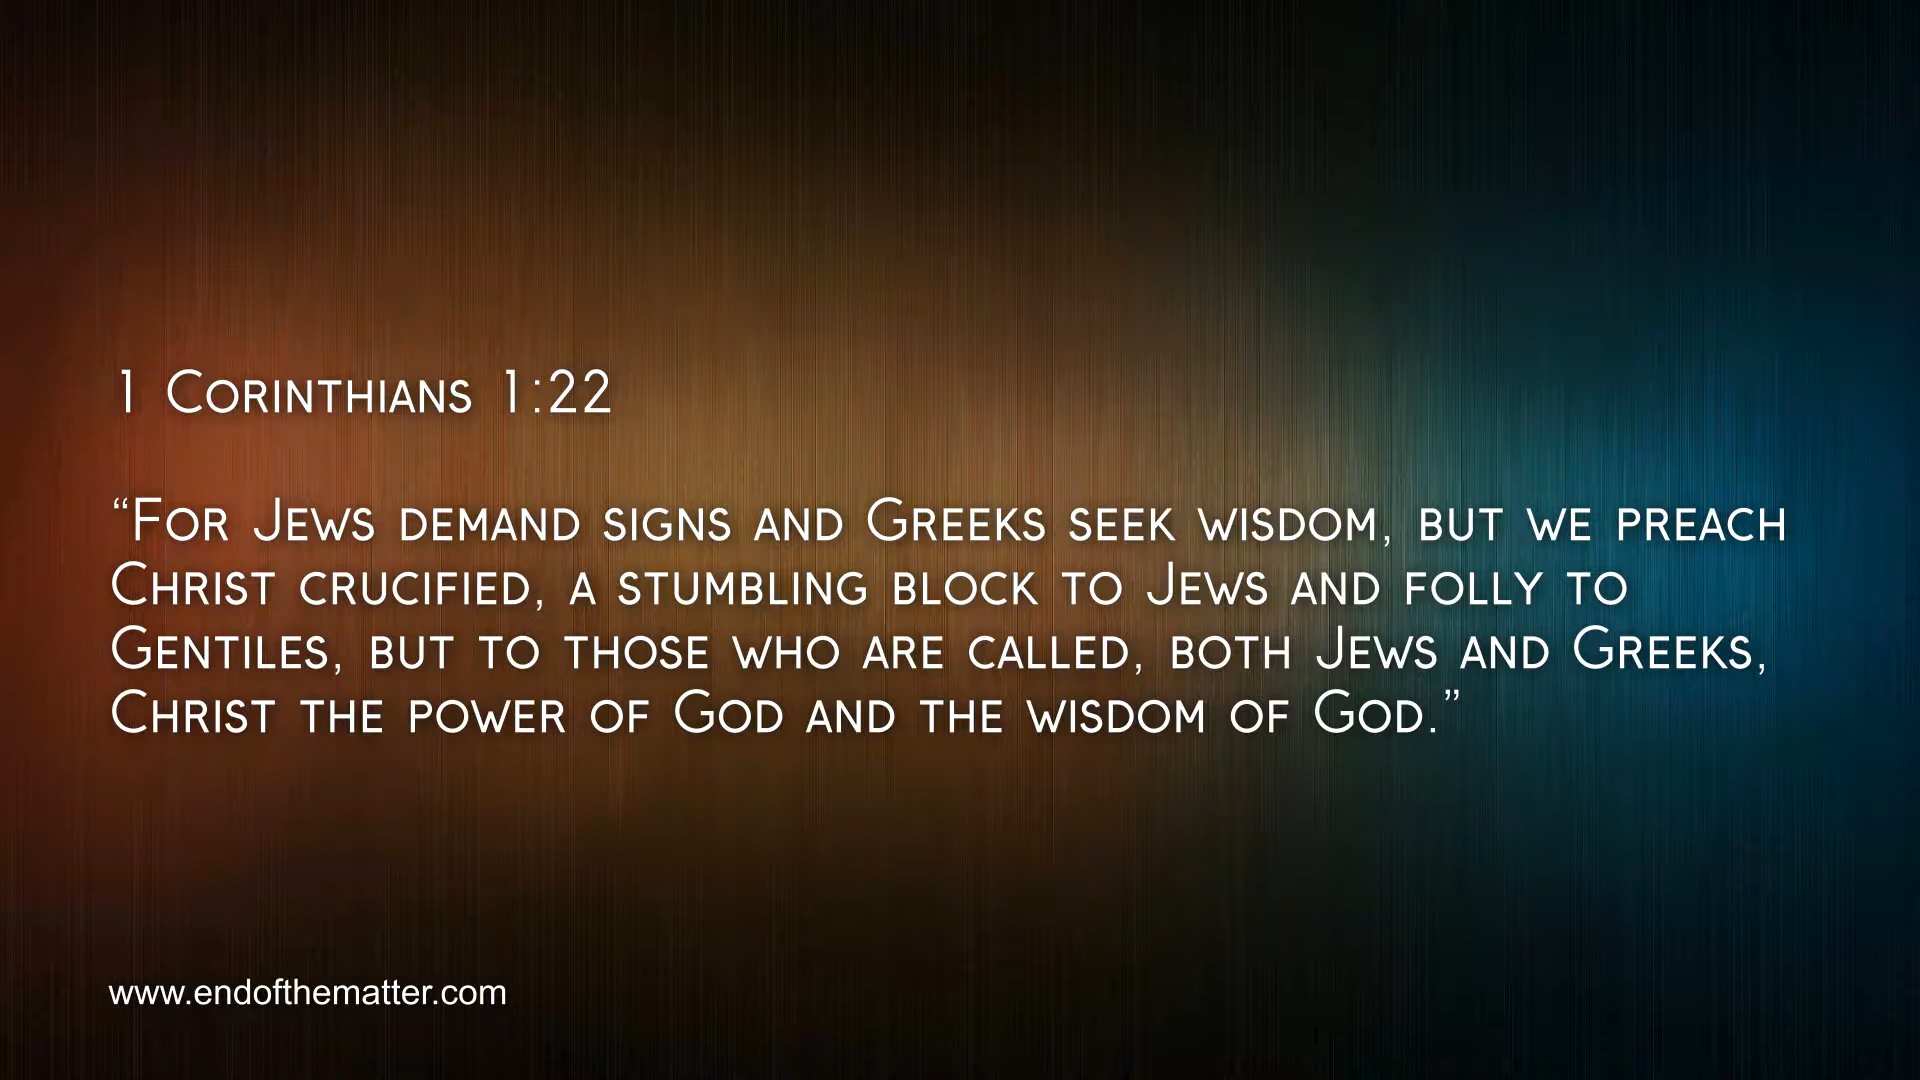 1 Corinthians 1:22
“For Jews demand signs and Greeks seek wisdom, but we preach
Christ crucified, a stumbling block to Jews and folly to
Gentiles, but to those who are called, both Jews and Greeks,
Christ the power of God and the wisdom of God.”
www.endofthematter.com